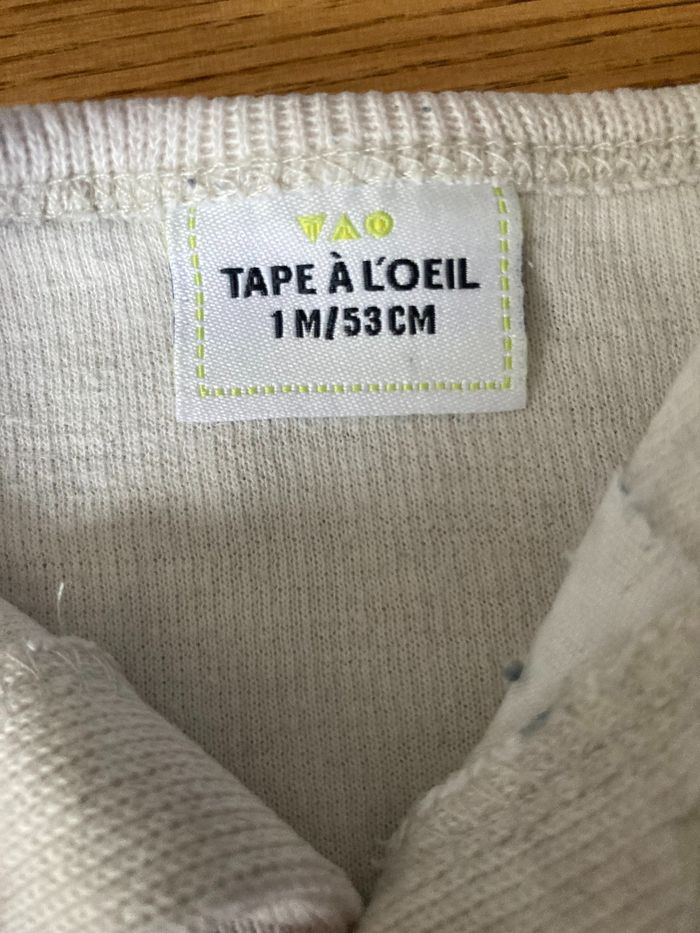 TAPE À L'OEIL
1 M/53 CM